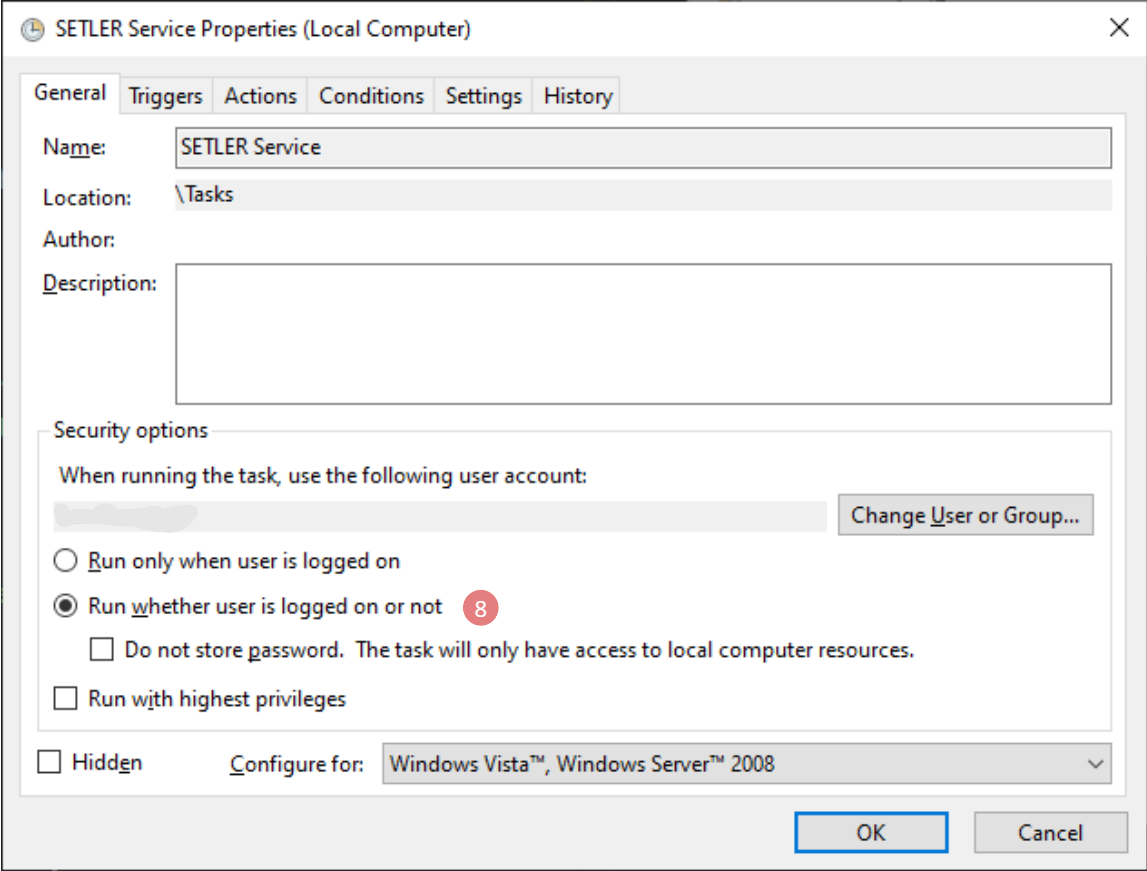 SETLER Service Properties (Local Computer)
General Triggers Actions Conditions Settings History
Name: SETLER Service
Location: \Tasks
Author:
Description:
Security options
When running the task, use the following user account:
Change User or Group...
Run only when user is logged on
Run whether user is logged on or not 8
Do not store password. The task will only have access to local computer resources.
Run with highest privileges
Hidden Configure for: Windows Vista™, Windows Server™ 2008
OK Cancel